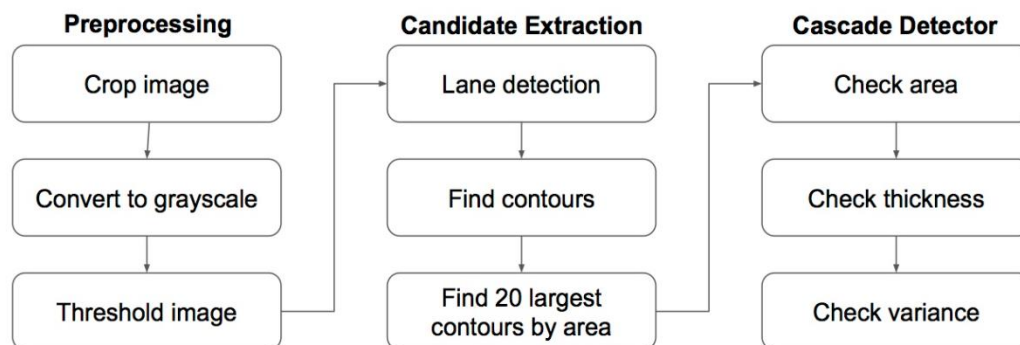 Preprocessing
Crop image
Convert to grayscale
Threshold image
Candidate Extraction
Lane detection
Find contours
Find 20 largest
contours by area
Cascade Detector
Check area
Check thickness
Check variance